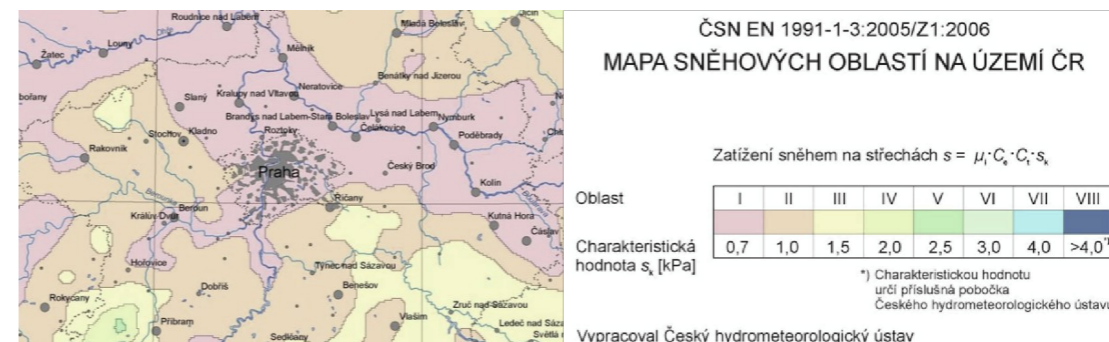 Roudnice nad Labem
Mladá Boleslav
Jičín
Ohře
Louny
Žatec
Mělník
Benátky nad Jizerou
Slaný
Kralupy nad Vltavou
Neratovice
Brandýs nad Labem-Stará Boleslav
Lysá nad Labem
Nymburk
Stochov
Kladno
Roztoky
Čelákovice
Poděbrady
Rakovník
Praha
Český Brod
Kolín
Říčany
Beroun
Králův Dvůr
Kutná Hora
Čáslav
Hořovice
Týnec nad Sázavou
Dobříš
Benešov
Rokycany
Zruč nad Sázavou
Příbram
Vlašim
Ledeč nad Sáza
Sedlčany
Světlá
ČSN EN 1991-1-3:2005/Z1:2006
MAPA SNĚHOVÝCH OBLASTÍ NA ÚZEMÍ ČR
Zatížení sněhem na střechách s = μᵢ·Cₑ·Cₜ·sₖ
Oblast I II III IV V VI VII VIII
Charakteristická 0,7 1,0 1,5 2,0 2,5 3,0 4,0 >4,0*)
hodnota sₖ [kPa]
*) Charakteristickou hodnotu
určí příslušná pobočka
Českého hydrometeorologického ústavu
Vypracoval Český hydrometeorologický ústav